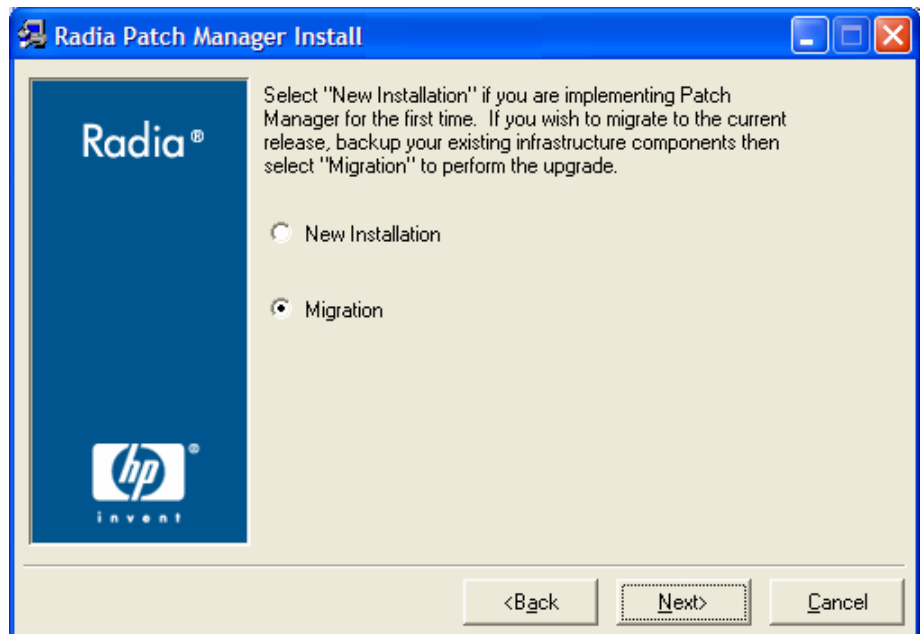 Radia Patch Manager Install
Select "New Installation" if you are implementing Patch
Manager for the first time. If you wish to migrate to the current
release, backup your existing infrastructure components then
select "Migration" to perform the upgrade.
Radia®
New Installation
Migration
hp®
invent
<Back
Next>
Cancel